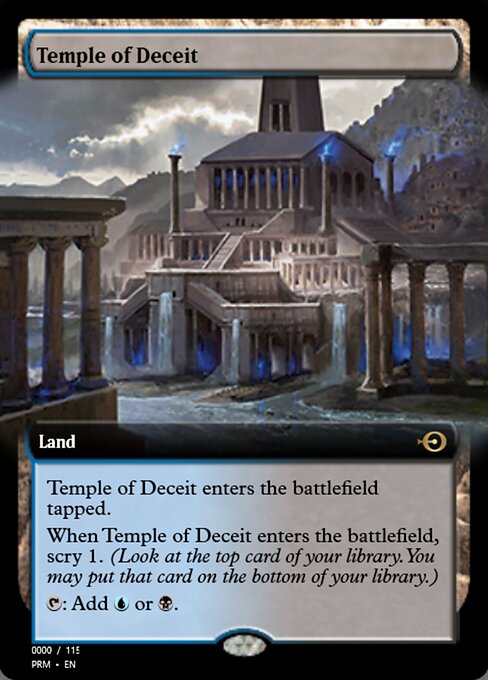 Temple of Deceit
Land
Temple of Deceit enters the battlefield
tapped.
When Temple of Deceit enters the battlefield,
scry 1. (Look at the top card of your library. You
may put that card on the bottom of your library.)
: Add or .
0000 / 115
PRM • EN